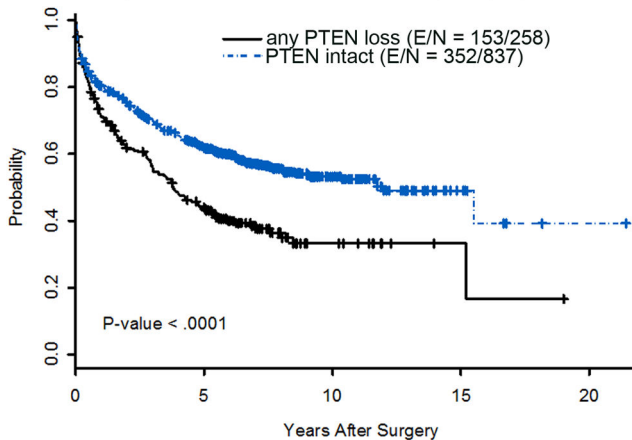 1.0
0.8
0.6
0.4
0.2
0.0
Probability
any PTEN loss (E/N = 153/258)
PTEN intact (E/N = 352/837)
P-value < .0001
0 5 10 15 20
Years After Surgery